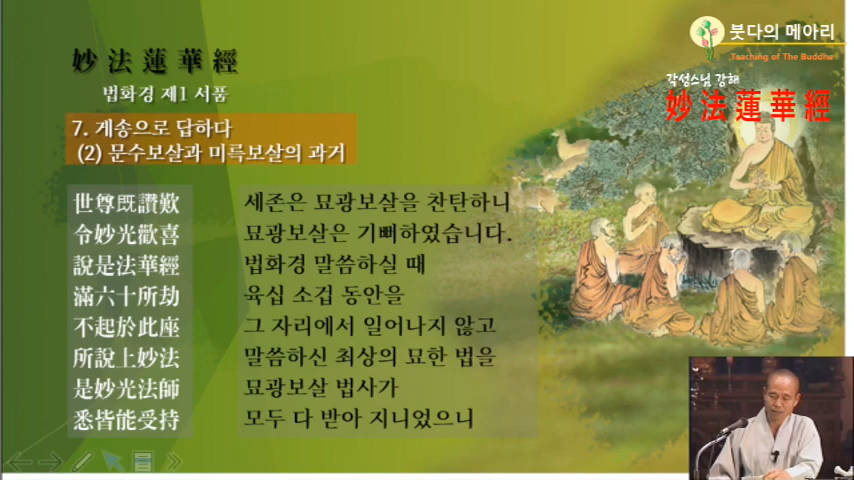 妙法蓮華經
법화경 제1 서품
7. 게송으로 답하다
(2) 문수보살과 미륵보살의 과거
世尊既讚歎 세존은 묘광보살을 찬탄하니
令妙光歡喜 묘광보살은 기뻐하였습니다.
說是法華經 법화경 말씀하실 때
滿六十所劫 육십 소겁 동안을
不起於此座 그 자리에서 일어나지 않고
所說上妙法 말씀하신 최상의 묘한 법을
是妙光法師 묘광보살 법사가
悉皆能受持 모두 다 받아 지니었으니
붓다의 메아리
Teaching of The Buddha
각성스님 강해
妙法蓮華經